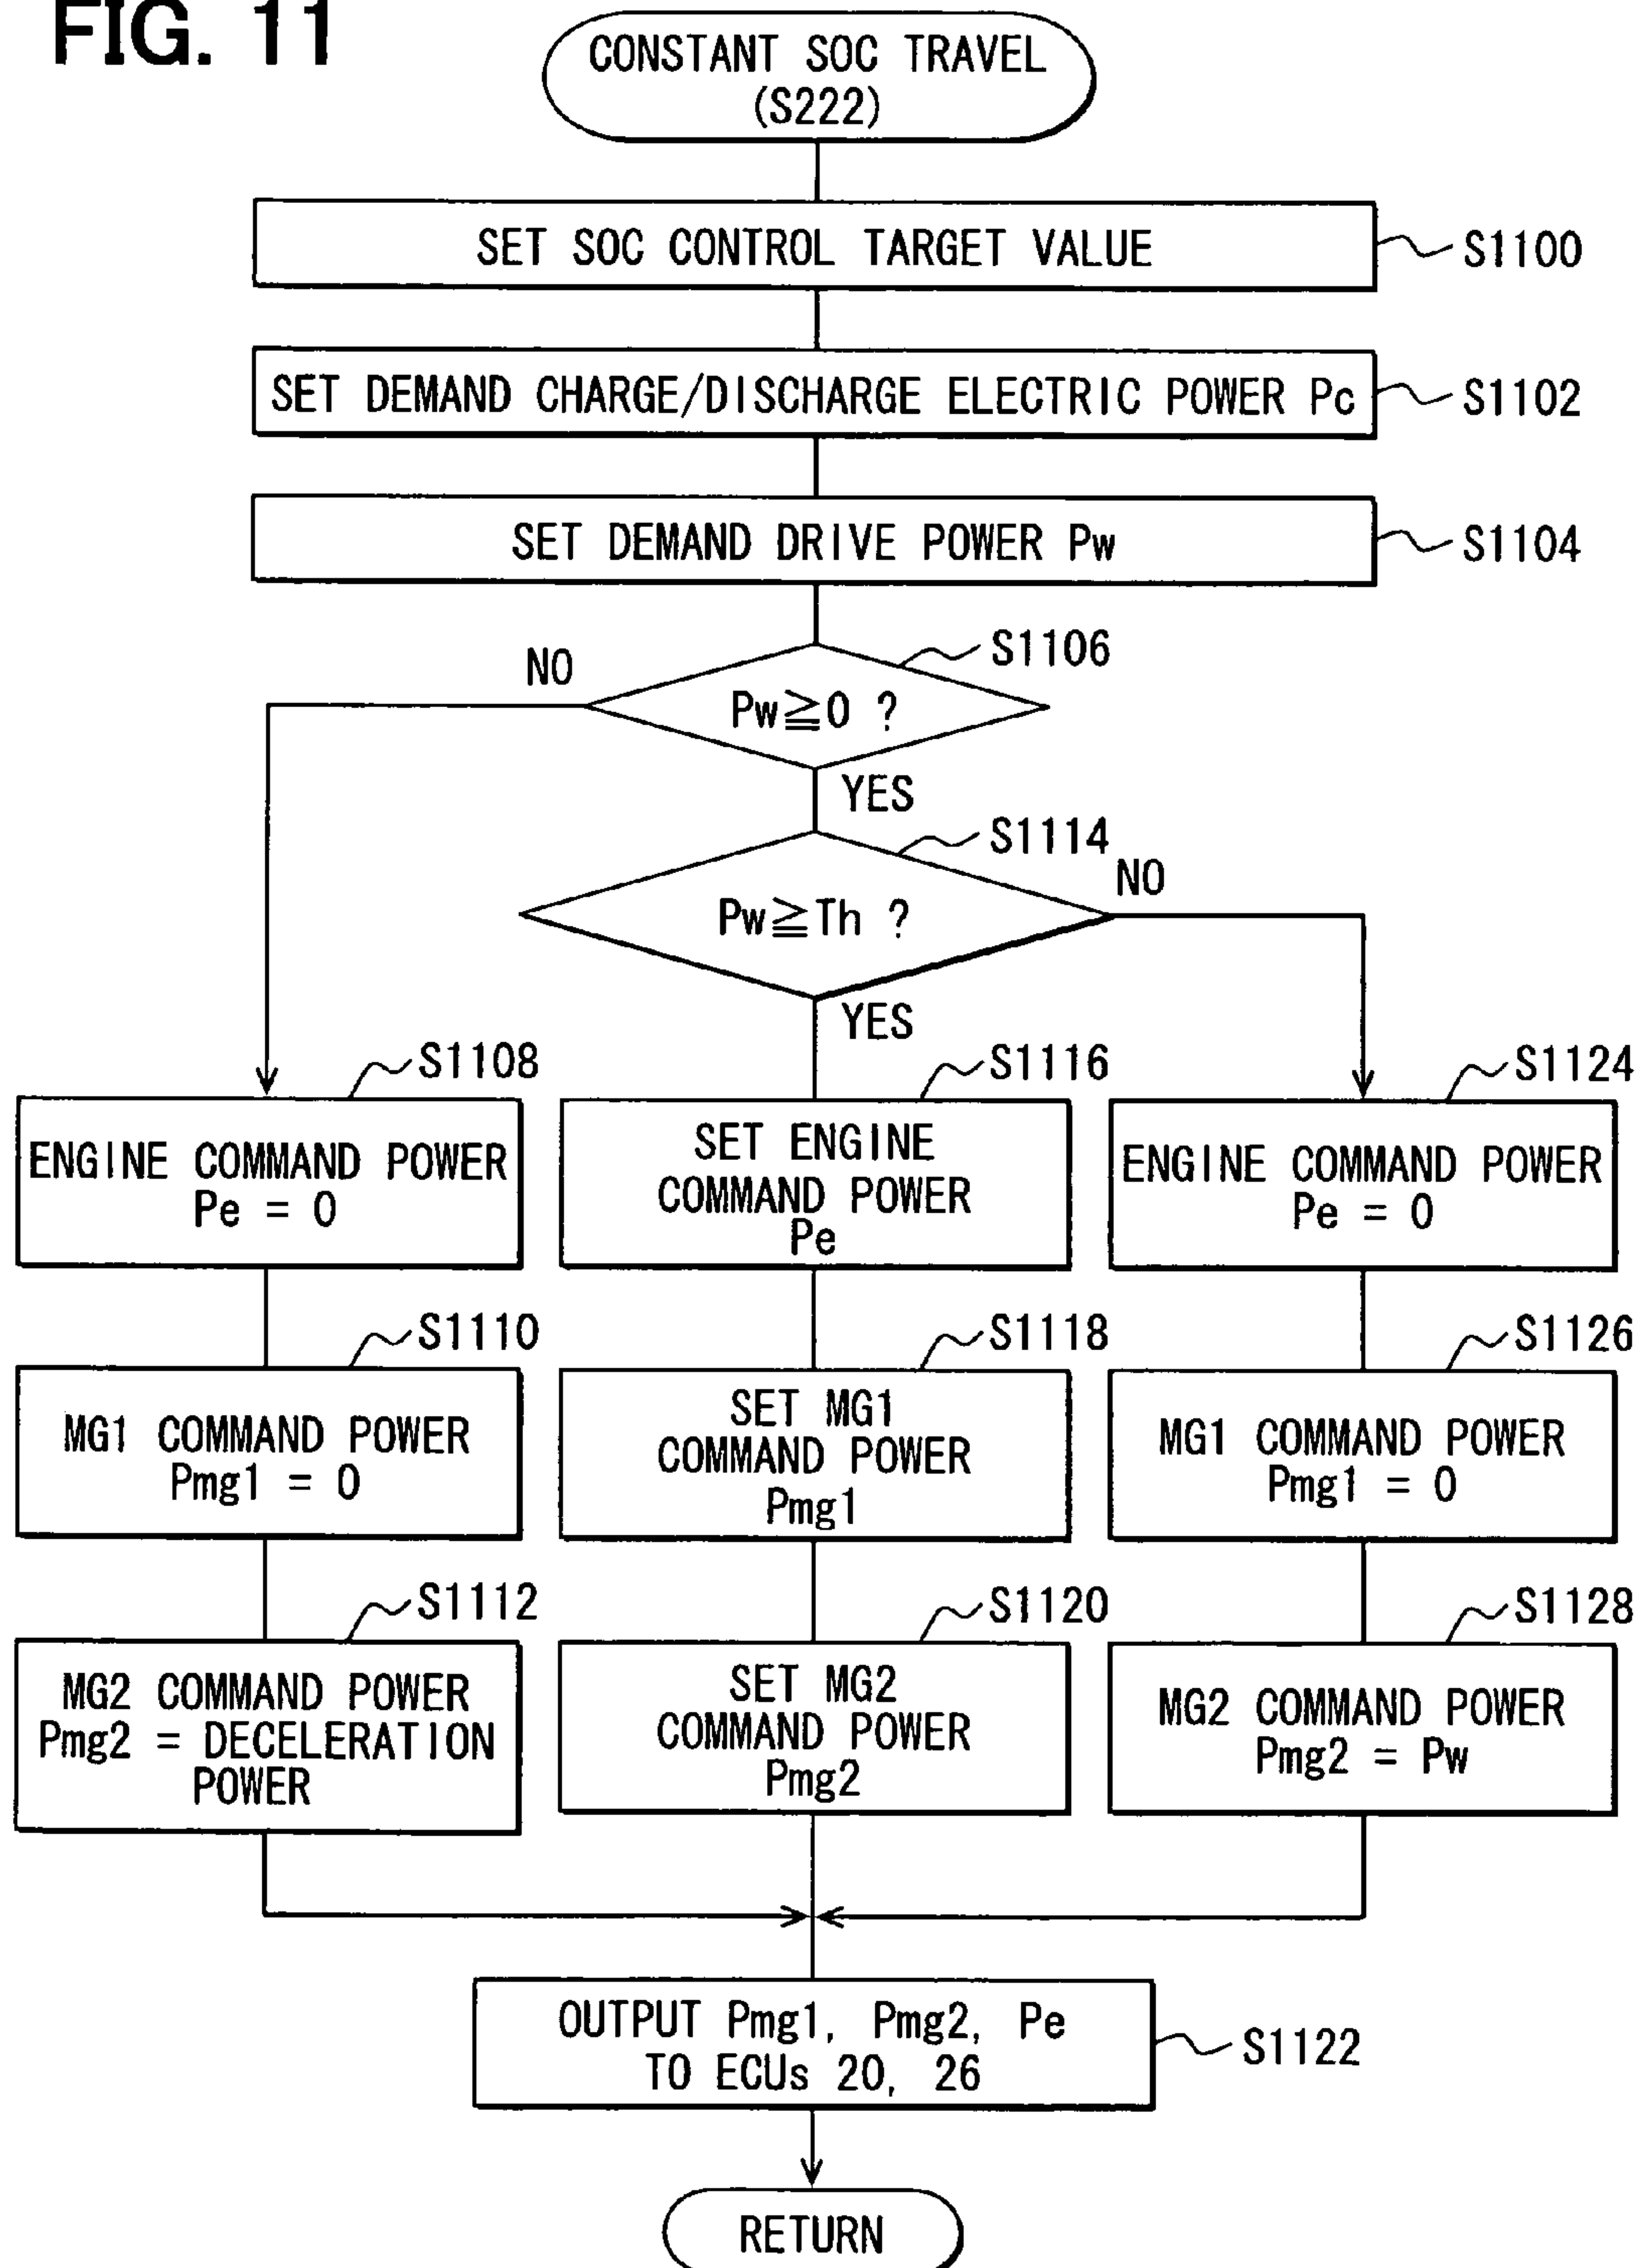 FIG. 11
CONSTANT SOC TRAVEL
(S222)
SET SOC CONTROL TARGET VALUE
S1100
SET DEMAND CHARGE/DISCHARGE ELECTRIC POWER Pc
S1102
SET DEMAND DRIVE POWER Pw
S1104
S1106
NO
Pw≧0 ?
YES
S1114
NO
Pw≧Th ?
YES
S1108
ENGINE COMMAND POWER
Pe = 0
S1110
MG1 COMMAND POWER
Pmg1 = 0
S1112
MG2 COMMAND POWER
Pmg2 = DECELERATION
POWER
S1116
SET ENGINE
COMMAND POWER
Pe
S1118
SET MG1
COMMAND POWER
Pmg1
S1120
SET MG2
COMMAND POWER
Pmg2
S1124
ENGINE COMMAND POWER
Pe = 0
S1126
MG1 COMMAND POWER
Pmg1 = 0
S1128
MG2 COMMAND POWER
Pmg2 = Pw
OUTPUT Pmg1, Pmg2, Pe
TO ECUs 20, 26
S1122
RETURN